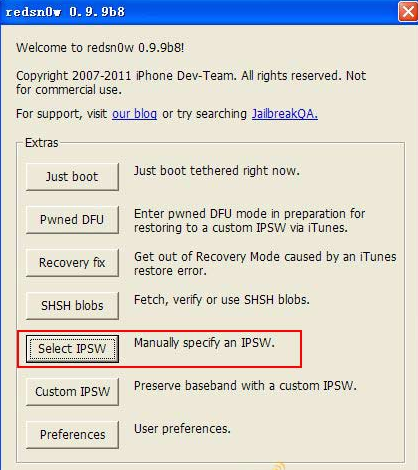 redsn0w 0.9.9b8
Welcome to redsn0w 0.9.9b8!
Copyright 2007-2011 iPhone Dev-Team. All rights reserved. Not
for commercial use.
For support, visit our blog or try searching JailbreakQA.
Extras
Just boot
Just boot tethered right now.
Pwned DFU
Enter pwned DFU mode in preparation for
restoring to a custom IPSW via iTunes.
Recovery fix
Get out of Recovery Mode caused by an iTunes
restore error.
SHSH blobs
Fetch, verify or use SHSH blobs.
Select IPSW
Manually specify an IPSW.
Custom IPSW
Preserve baseband with a custom IPSW.
Preferences
User preferences.